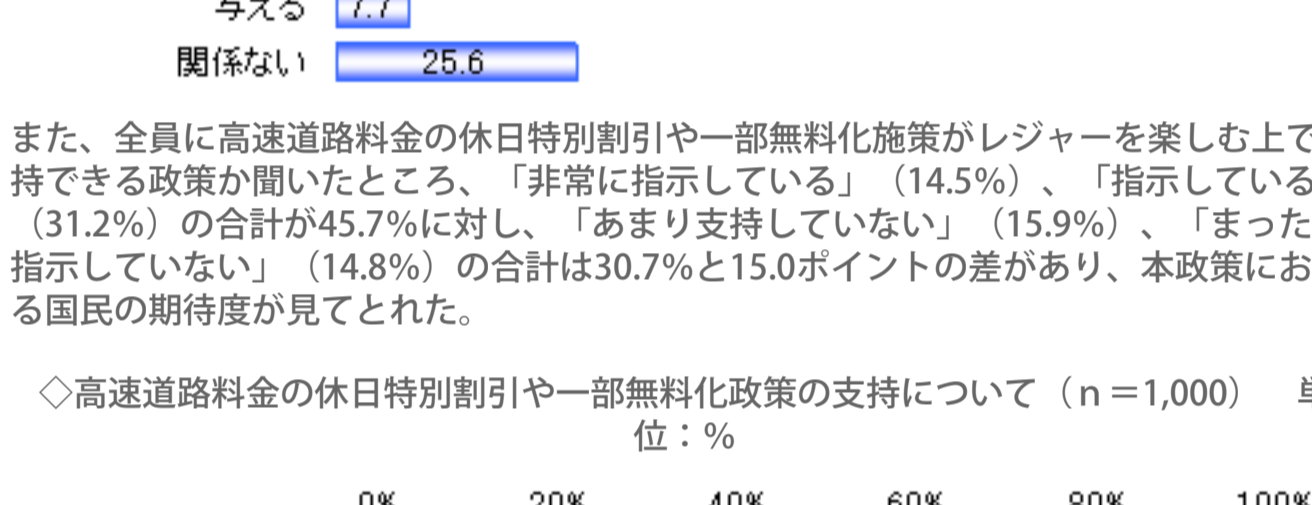 与える 7.7
関係ない 25.6
また、全員に高速道路料金の休日特別割引や一部無料化施策がレジャーを楽しむ上で
持できる政策か聞いたところ、「非常に指示している」（14.5%）、「指示している
（31.2%）の合計が45.7%に対し、「あまり支持していない」（15.9%）、「まった
指示していない」（14.8%）の合計は30.7%と15.0ポイントの差があり、本政策にお
る国民の期待度が見てとれた。
◇高速道路料金の休日特別割引や一部無料化政策の支持について（n＝1,000）　単
位：%
0% 20% 40% 60% 80% 100%